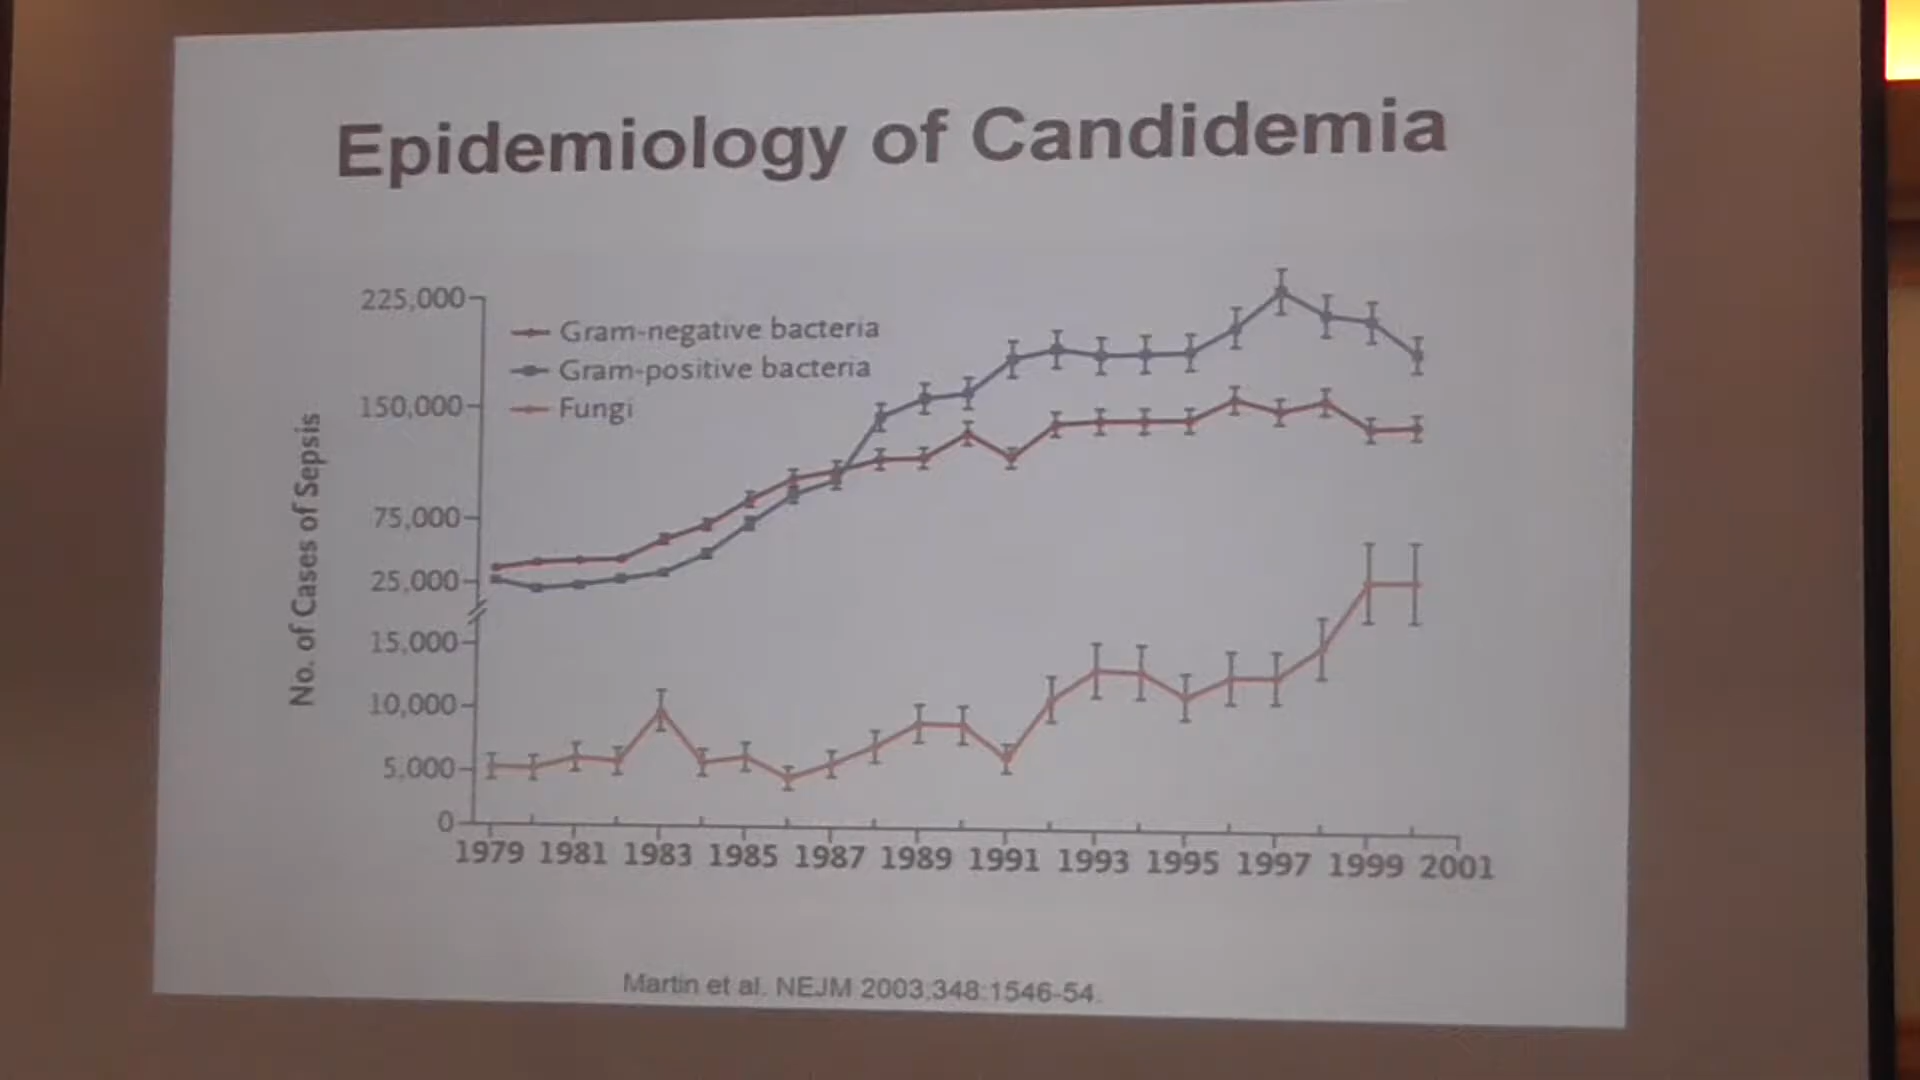 Epidemiology of Candidemia
225,000
Gram-negative bacteria
Gram-positive bacteria
150,000
Fungi
No. of Cases of Sepsis
75,000
25,000
15,000
10,000
5,000
0
1979 1981 1983 1985 1987 1989 1991 1993 1995 1997 1999 2001
Martin et al. NEJM 2003;348:1546-54.